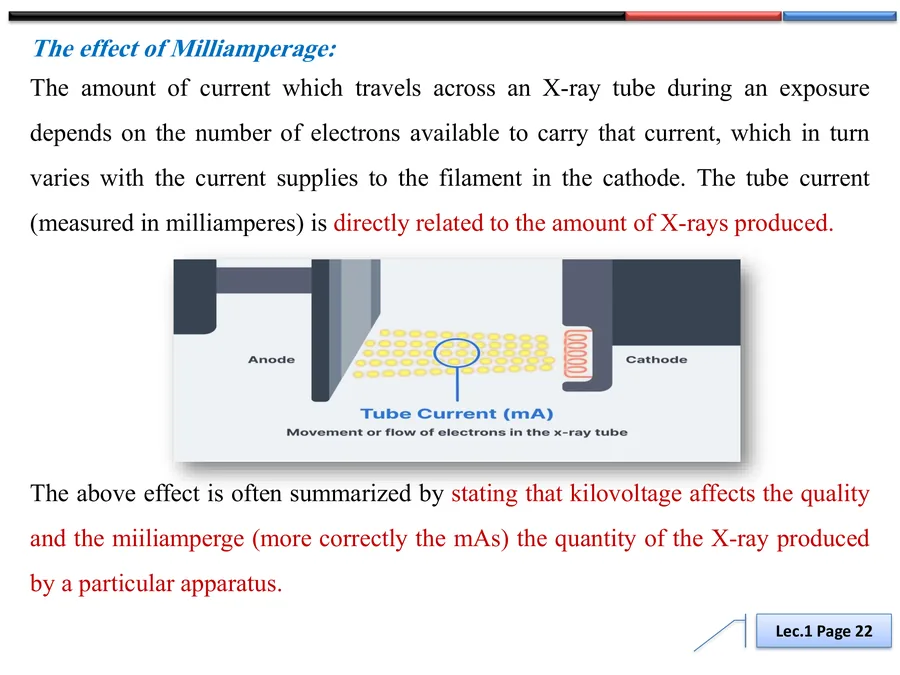 The effect of Milliamperage:
The amount of current which travels across an X-ray tube during an exposure
depends on the number of electrons available to carry that current, which in turn
varies with the current supplies to the filament in the cathode. The tube current
(measured in milliamperes) is directly related to the amount of X-rays produced.
Anode
Cathode
Tube Current (mA)
Movement or flow of electrons in the x-ray tube
The above effect is often summarized by stating that kilovoltage affects the quality
and the miiliamperge (more correctly the mAs) the quantity of the X-ray produced
by a particular apparatus.
Lec.1 Page 22